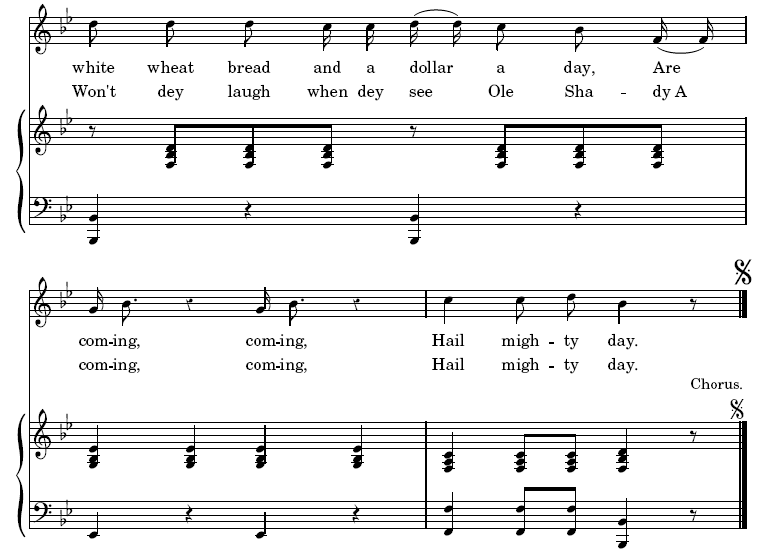 white wheat bread and a dollar a day, Are
Won't dey laugh when dey see Ole Sha - dy A
com-ing, com-ing, Hail migh - ty day.
com-ing, com-ing, Hail migh - ty day.
Chorus.